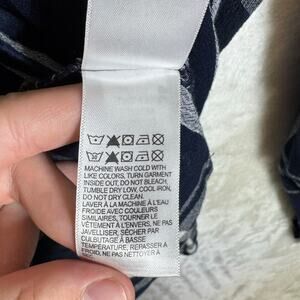 MACHINE WASH COLD WITH
LIKE COLORS, TURN GARMENT
INSIDE OUT, DO NOT BLEACH,
TUMBLE DRY LOW, COOL-IRON,
DO NOT DRY CLEAN.
LAVER À LA MACHINE À L'EAU
FROIDE AVEC COULEURS
SIMILAIRES, TOURNER LE
VÊTEMENT À L'ENVERS, NE PAS
JAVELLISER, SÉCHER PAR
CULBUTAGE À BASSE
TEMPÉRATURE, REPASSER À
FROID. NE PAS NETTOYER À